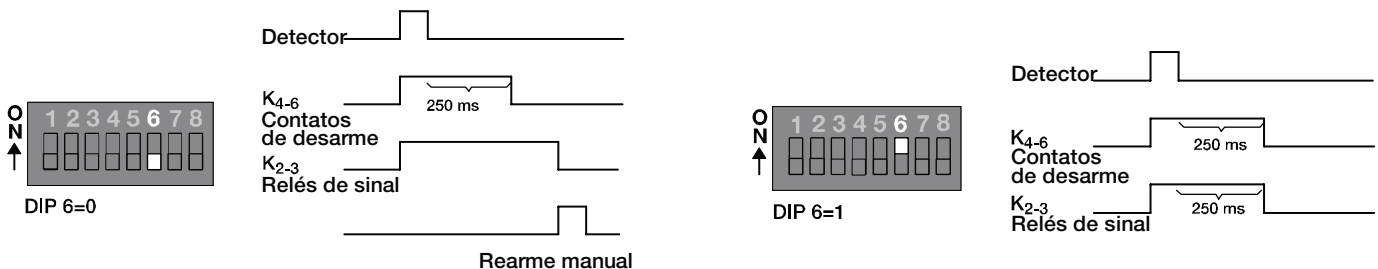 Detector
K4-6
Contatos
de desarme
250 ms
K2-3
Relés de sinal
Rearme manual
ON
1 2 3 4 5 6 7 8
DIP 6=0
Detector
K4-6
Contatos
de desarme
250 ms
K2-3
Relés de sinal
250 ms
ON
1 2 3 4 5 6 7 8
DIP 6=1